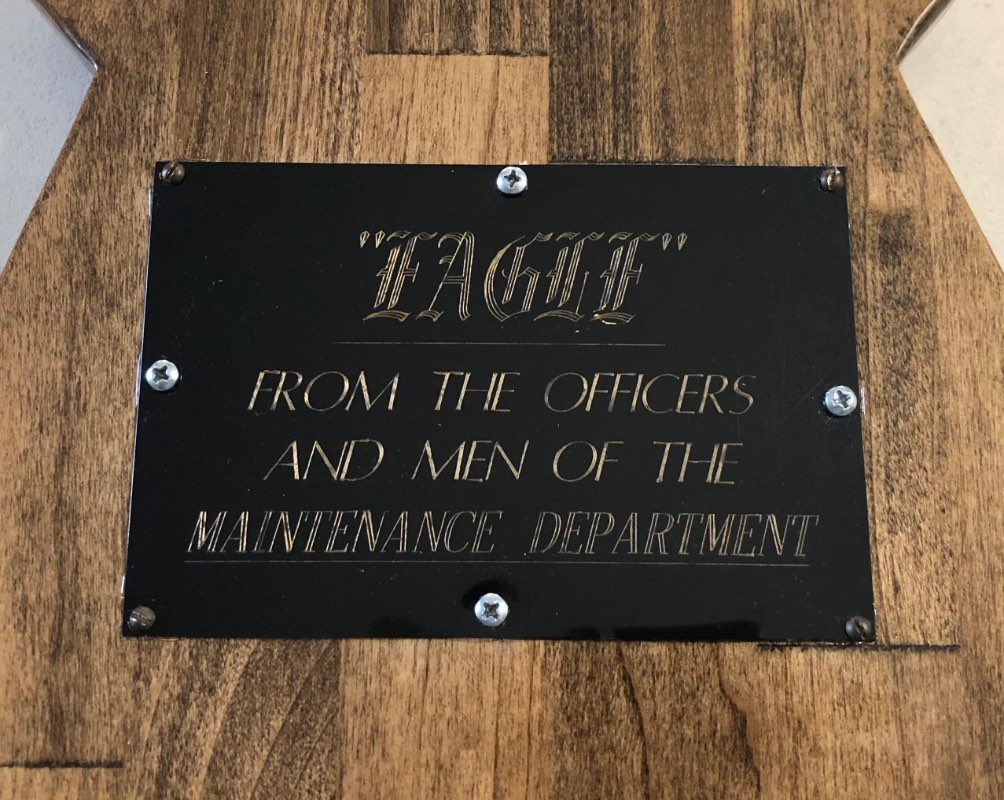 "EAGLE"
FROM THE OFFICERS
AND MEN OF THE
MAINTENANCE DEPARTMENT